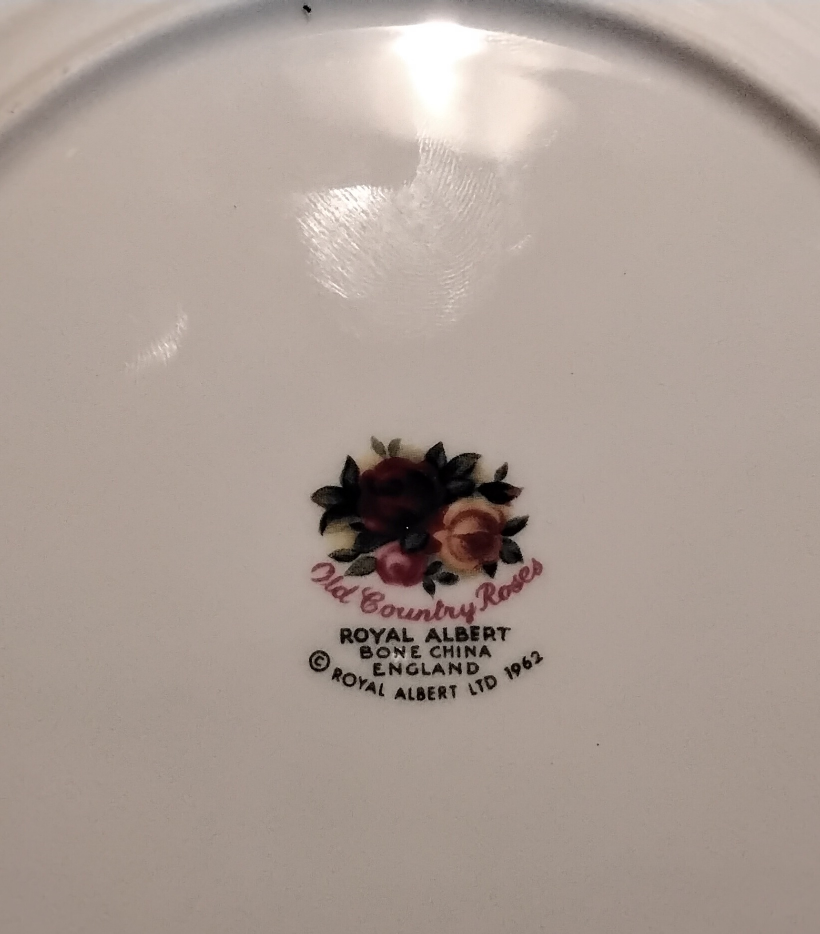 Old Country Roses
ROYAL ALBERT
BONE CHINA
ENGLAND
© ROYAL ALBERT LTD 1962